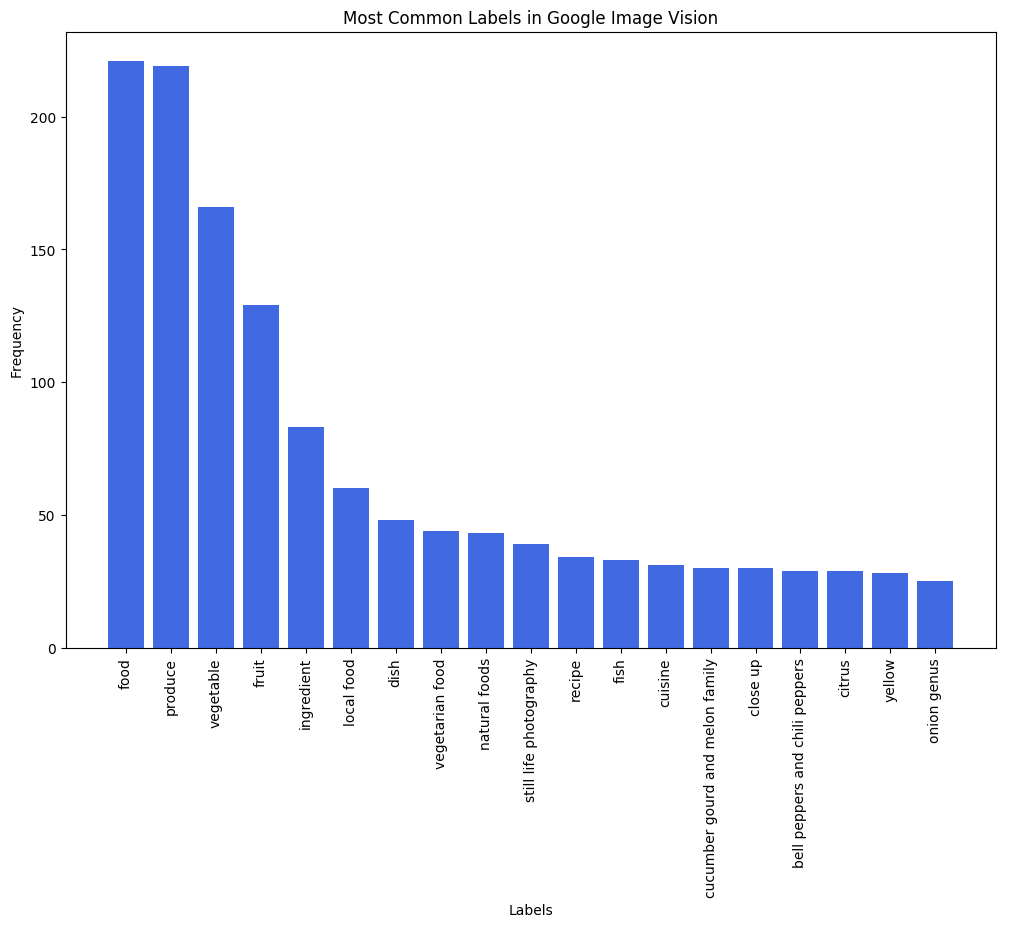 Most Common Labels in Google Image Vision
Frequency
200
150
100
50
0
food
produce
vegetable
fruit
ingredient
local food
dish
vegetarian food
natural foods
still life photography
recipe
fish
cuisine
cucumber gourd and melon family
close up
bell peppers and chili peppers
citrus
yellow
onion genus
Labels